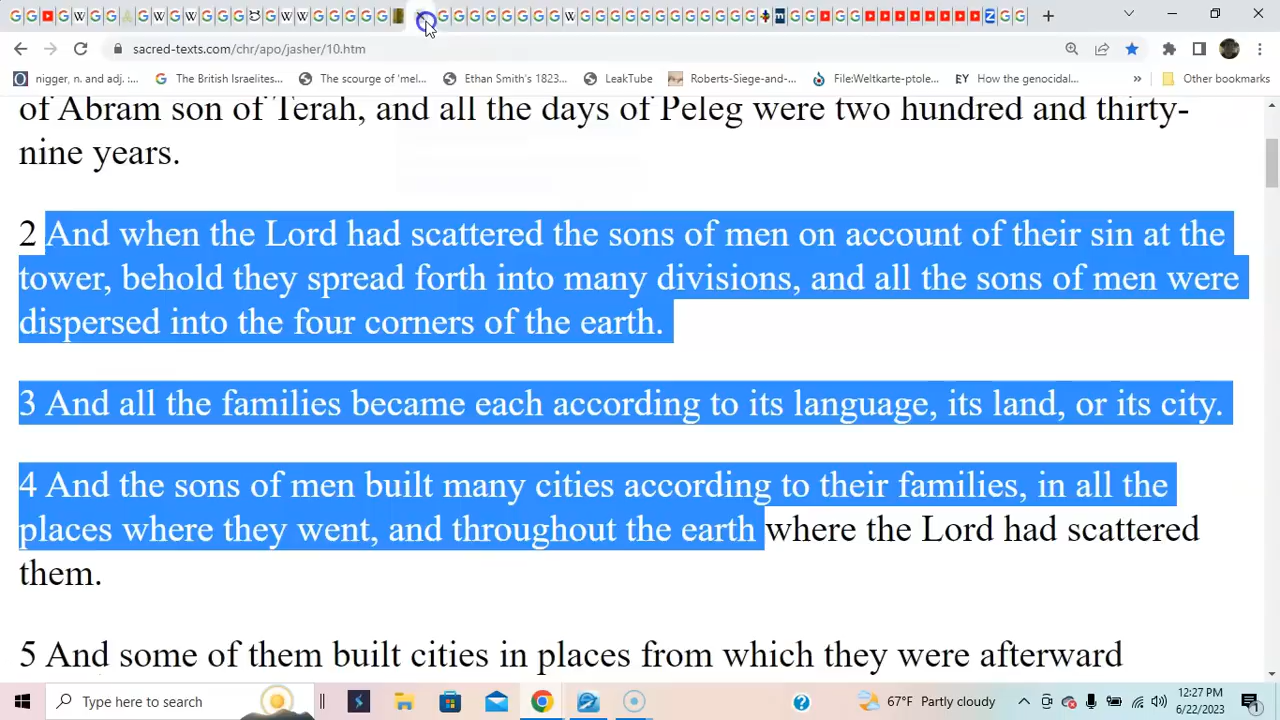 sacred-texts.com/chr/apo/jasher/10.htm
nigger, n. and adj. :... The British Israelites... The scourge of 'mel... Ethan Smith's 1823... LeakTube Roberts-Siege-and-... File:Weltkarte-ptole... EY How the genocidal... » Other bookmarks
of Abram son of Terah, and all the days of Peleg were two hundred and thirty-
nine years.
2 And when the Lord had scattered the sons of men on account of their sin at the
tower, behold they spread forth into many divisions, and all the sons of men were
dispersed into the four corners of the earth.
3 And all the families became each according to its language, its land, or its city.
4 And the sons of men built many cities according to their families, in all the
places where they went, and throughout the earth where the Lord had scattered
them.
5 And some of them built cities in places from which they were afterward
Type here to search 67°F Partly cloudy 12:27 PM
6/22/2023